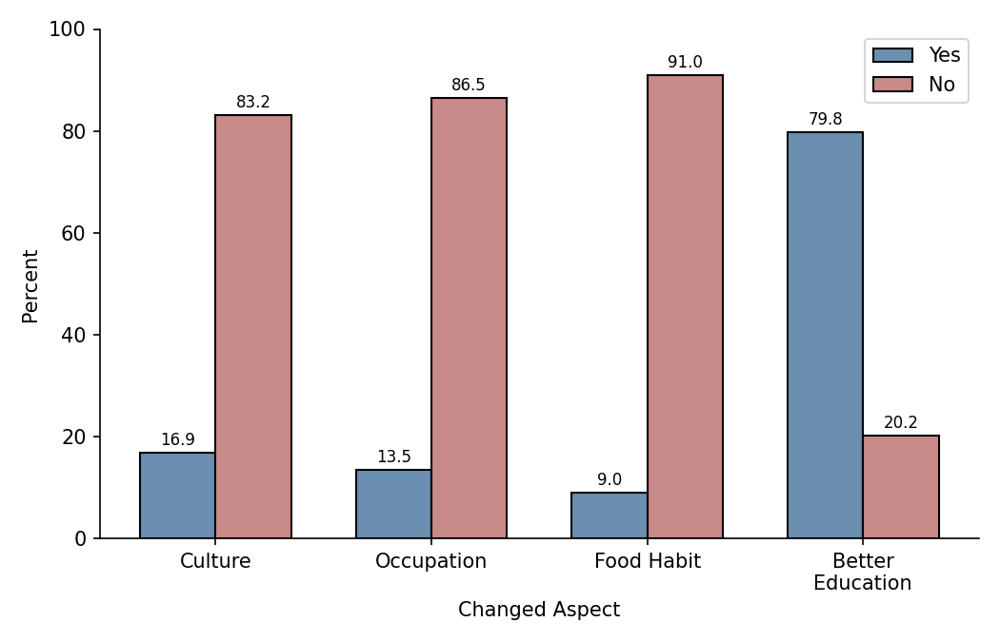 100
80
60
40
20
0
Percent
Yes
No
16.9
83.2
13.5
86.5
9.0
91.0
79.8
20.2
Culture
Occupation
Food Habit
Better
Education
Changed Aspect